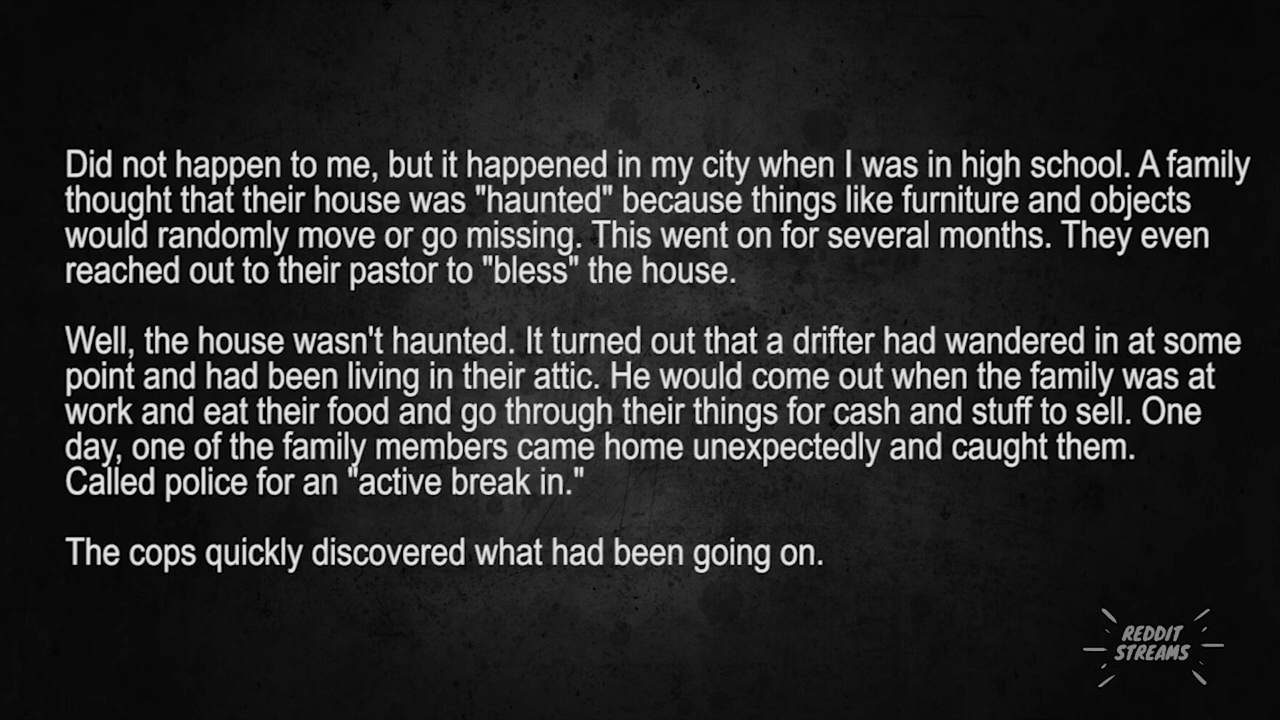 Did not happen to me, but it happened in my city when I was in high school. A family
thought that their house was "haunted" because things like furniture and objects
would randomly move or go missing. This went on for several months. They even
reached out to their pastor to "bless" the house.
Well, the house wasn't haunted. It turned out that a drifter had wandered in at some
point and had been living in their attic. He would come out when the family was at
work and eat their food and go through their things for cash and stuff to sell. One
day, one of the family members came home unexpectedly and caught them.
Called police for an "active break in."
The cops quickly discovered what had been going on.
REDDIT
STREAMS